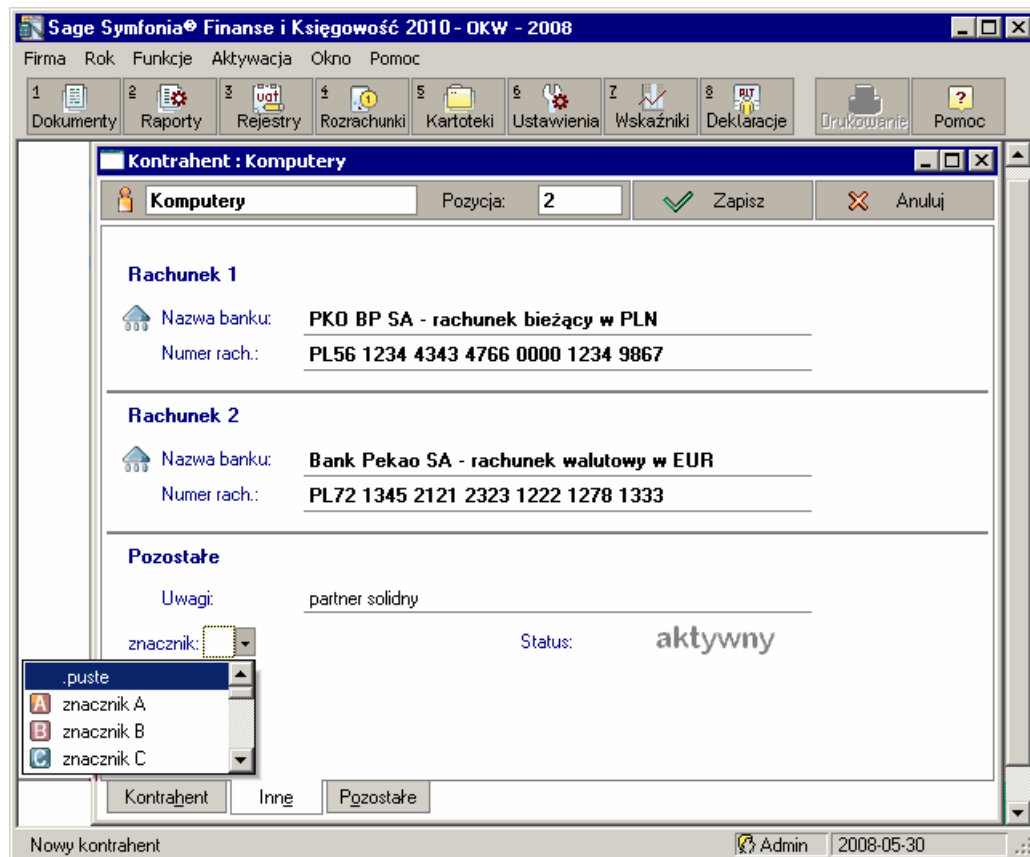 Sage Symfonia® Finanse i Księgowość 2010 - OKW - 2008
Firma Rok Funkcje Aktywacja Okno Pomoc
1 2 3 vat 4 5 6 7 8 PLT ?
Dokumenty Raporty Rejestry Rozrachunki Kartoteki Ustawienia Wskaźniki Deklaracje Drukowanie Pomoc
Kontrahent : Komputery
Komputery Pozycja: 2 Zapisz Anuluj
Rachunek 1
Nazwa banku: PKO BP SA - rachunek bieżący w PLN
Numer rach.: PL56 1234 4343 4766 0000 1234 9867
Rachunek 2
Nazwa banku: Bank Pekao SA - rachunek walutowy w EUR
Numer rach.: PL72 1345 2121 2323 1222 1278 1333
Pozostałe
Uwagi: partner solidny
znacznik: Status: aktywny
.puste
A znacznik A
B znacznik B
C znacznik C
Kontrahent Inne Pozostałe
Nowy kontrahent Admin 2008-05-30